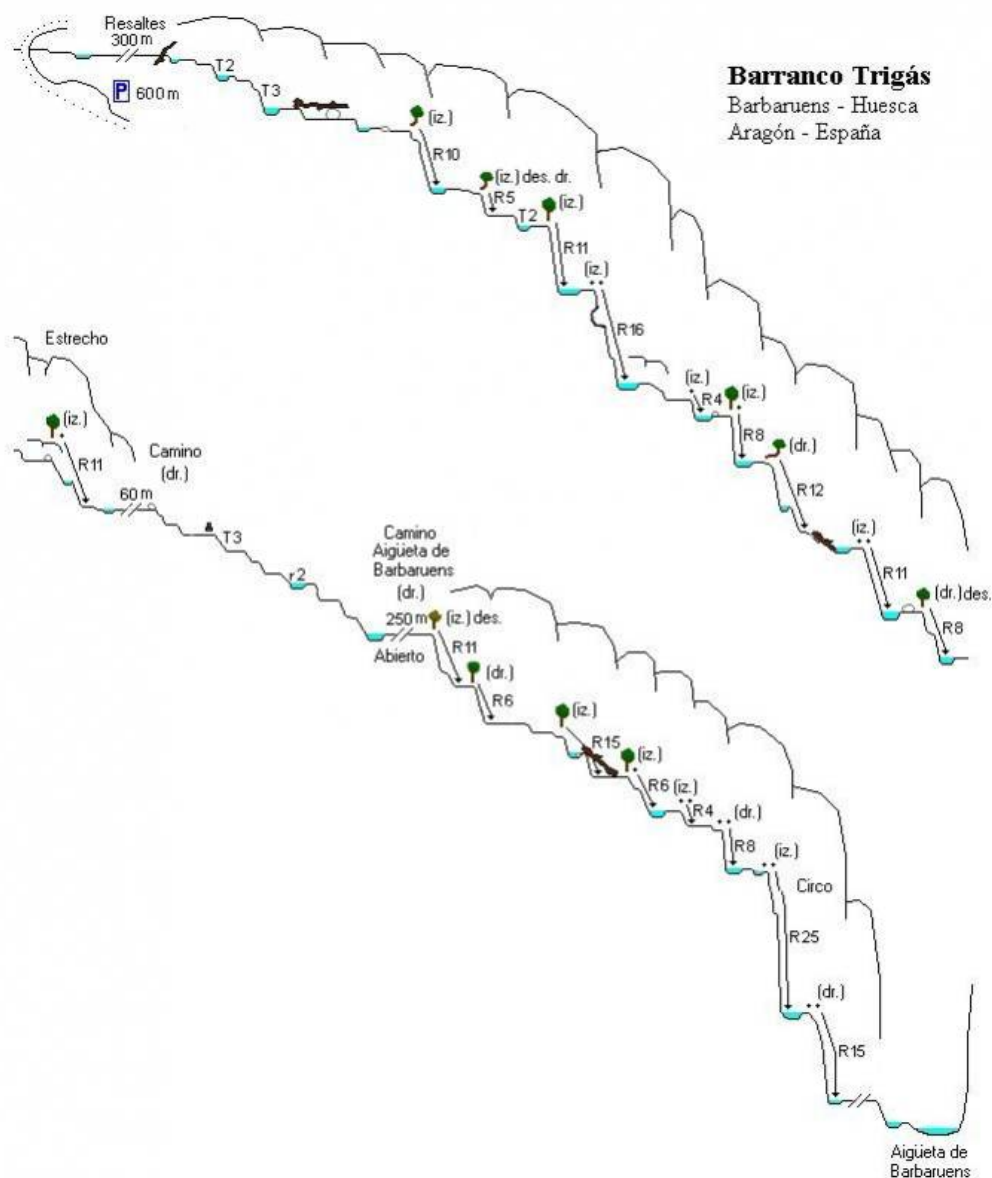 Barranco Trigás
Barbaruens - Huesca
Aragón - España
Resaltes
300 m
P 600 m
T2
T3
(iz.)
R10
(iz.) des. dr.
R5
T2
(iz.)
R11
(iz.)
R16
(iz.)
R4
(iz.)
R8
(dr.)
R12
(iz.)
R11
(dr.) des.
R8
Estrecho
(iz.)
R11
60 m
Camino
(dr.)
T3
r2
Camino
Aigüeta de
Barbaruens
(dr.)
250 m
Abierto
(iz.) des.
R11
(dr.)
R6
(iz.)
R15
(iz.)
R6
(iz.)
R4
(dr.)
R8
(iz.)
Circo
R25
(dr.)
R15
Aigüeta de
Barbaruens